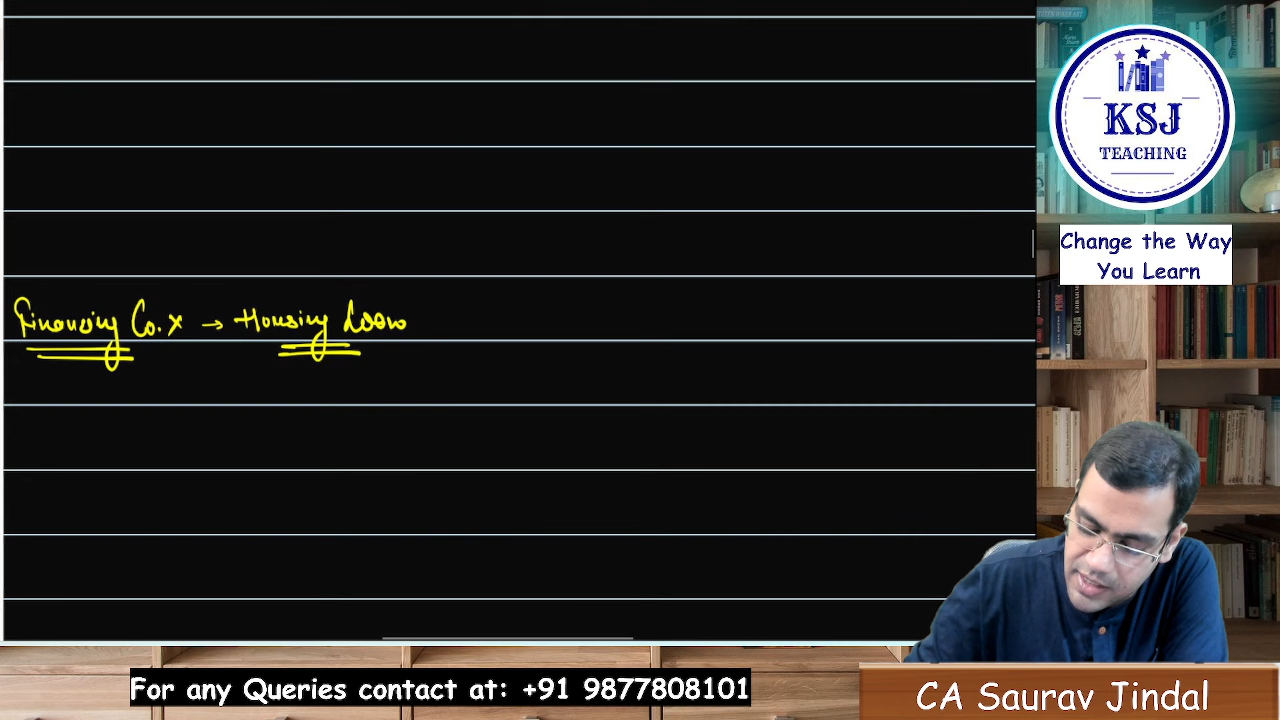 KSJ
TEACHING
Change the Way
You Learn
Financing Co. x → Housing Loan
For any Queries contact at: +91 9877808101
CA Saurav Jindal